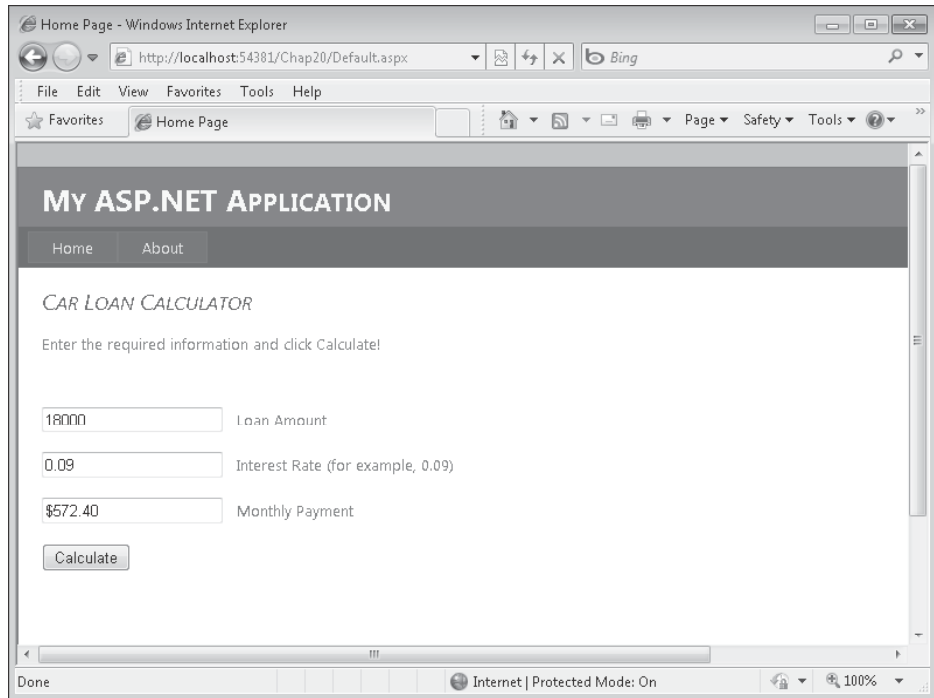 Home Page - Windows Internet Explorer
http://localhost:54381/Chap20/Default.aspx
Bing
File Edit View Favorites Tools Help
Favorites
Home Page
Page Safety Tools
MY ASP.NET APPLICATION
Home About
CAR LOAN CALCULATOR
Enter the required information and click Calculate!
18000 Loan Amount
0.09 Interest Rate (for example, 0.09)
$572.40 Monthly Payment
Calculate
Done
Internet | Protected Mode: On
100%